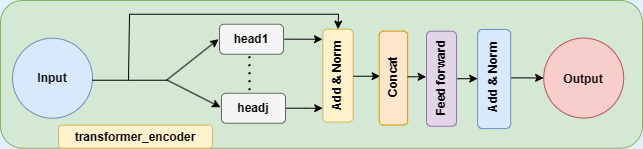 Input
head1
headj
Add & Norm
Concat
Feed forward
Add & Norm
Output
transformer_encoder